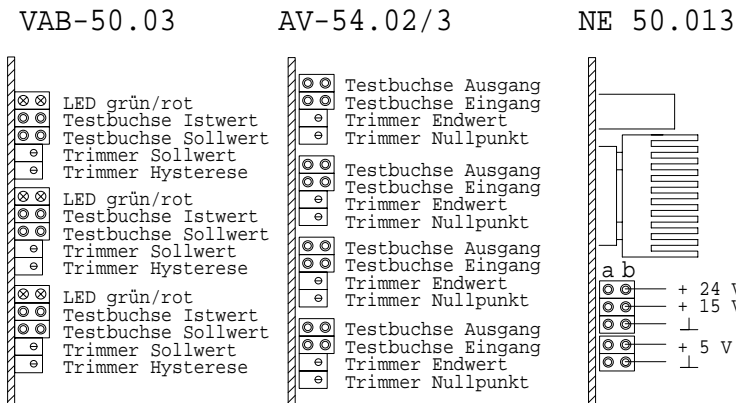 VAB-50.03
LED grün/rot
Testbuchse Istwert
Testbuchse Sollwert
Trimmer Sollwert
Trimmer Hysterese
LED grün/rot
Testbuchse Istwert
Testbuchse Sollwert
Trimmer Sollwert
Trimmer Hysterese
LED grün/rot
Testbuchse Istwert
Testbuchse Sollwert
Trimmer Sollwert
Trimmer Hysterese
AV-54.02/3
Testbuchse Ausgang
Testbuchse Eingang
Trimmer Endwert
Trimmer Nullpunkt
Testbuchse Ausgang
Testbuchse Eingang
Trimmer Endwert
Trimmer Nullpunkt
Testbuchse Ausgang
Testbuchse Eingang
Trimmer Endwert
Trimmer Nullpunkt
Testbuchse Ausgang
Testbuchse Eingang
Trimmer Endwert
Trimmer Nullpunkt
NE 50.013
a b
+ 24 V
+ 15 V
⊥
+ 5 V
⊥